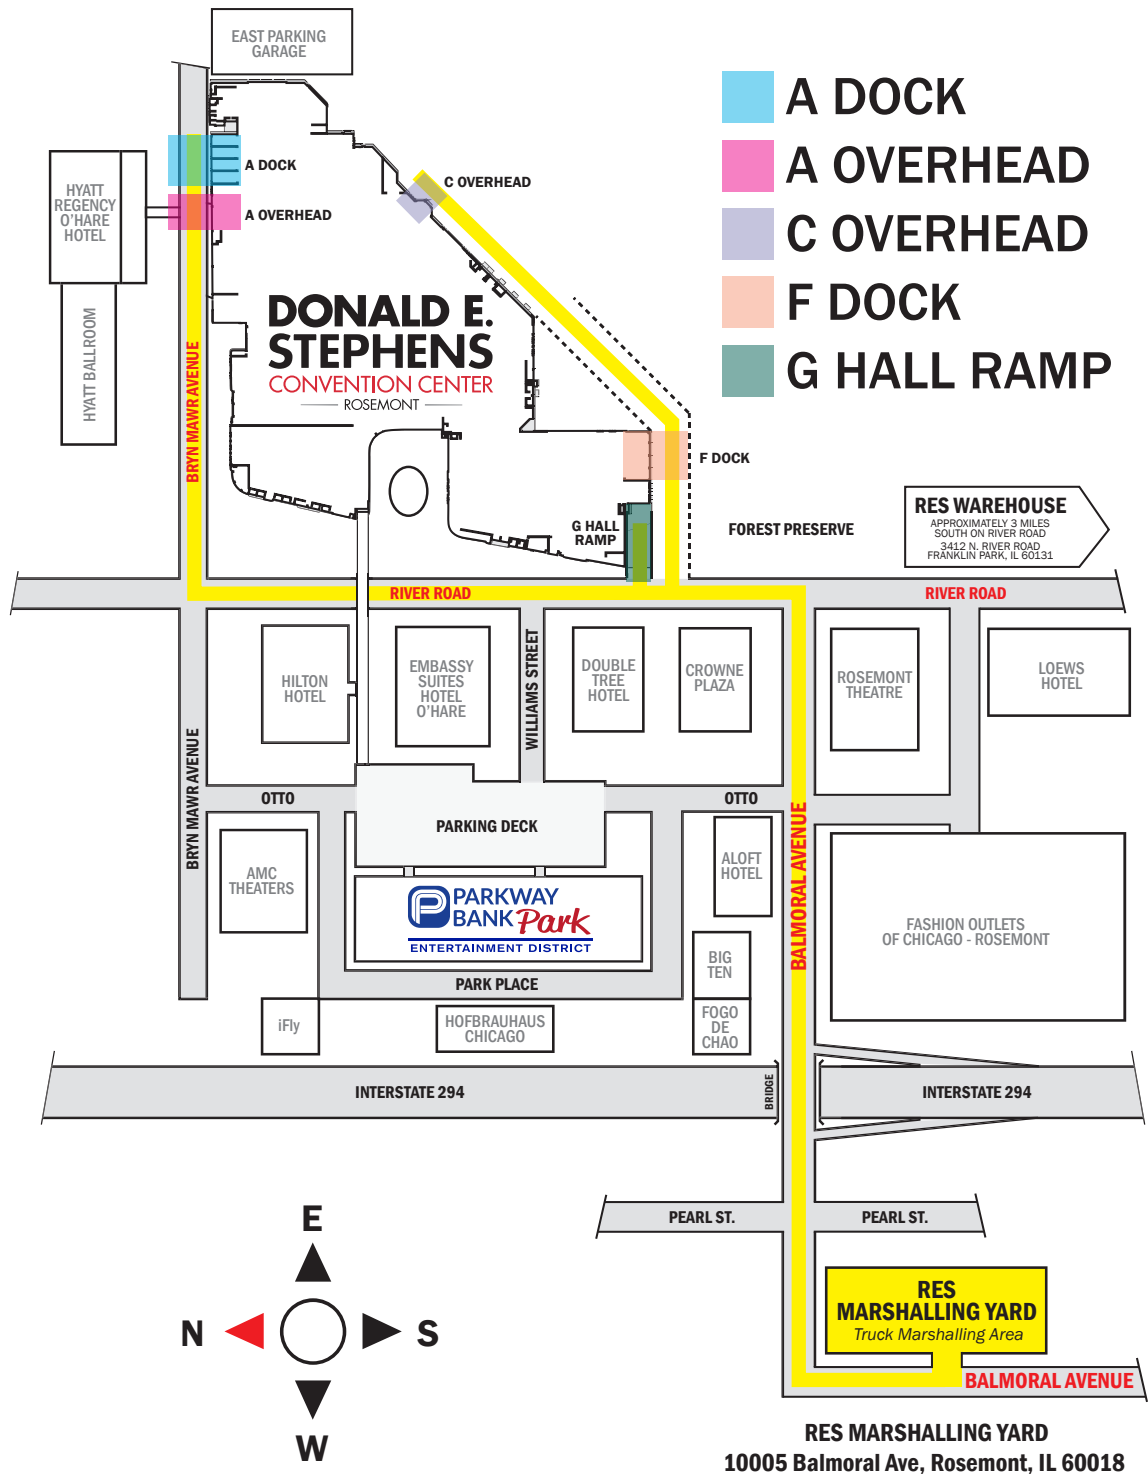 EAST PARKING
GARAGE
A DOCK
A OVERHEAD
C OVERHEAD
F DOCK
G HALL RAMP
A DOCK
A OVERHEAD
C OVERHEAD
HYATT
REGENCY
O'HARE
HOTEL
HYATT BALLROOM
BRYN MAWR AVENUE
DONALD E.
STEPHENS
CONVENTION CENTER
ROSEMONT
F DOCK
G HALL
RAMP
FOREST PRESERVE
RES WAREHOUSE
APPROXIMATELY 3 MILES
SOUTH ON RIVER ROAD
3412 N. RIVER ROAD
FRANKLIN PARK, IL 60131
RIVER ROAD
RIVER ROAD
HILTON
HOTEL
EMBASSY
SUITES
HOTEL
O'HARE
WILLIAMS STREET
DOUBLE
TREE
HOTEL
CROWNE
PLAZA
ROSEMONT
THEATRE
LOEWS
HOTEL
BRYN MAWR AVENUE
OTTO
OTTO
PARKING DECK
BALMORAL AVENUE
AMC
THEATERS
ALOFT
HOTEL
PARKWAY
BANK Park
ENTERTAINMENT DISTRICT
FASHION OUTLETS
OF CHICAGO - ROSEMONT
BIG
TEN
PARK PLACE
iFly
HOFBRAUHAUS
CHICAGO
FOGO
DE
CHAO
INTERSTATE 294
BRIDGE
INTERSTATE 294
PEARL ST.
PEARL ST.
E
N
S
W
RES
MARSHALLING YARD
Truck Marshalling Area
BALMORAL AVENUE
RES MARSHALLING YARD
10005 Balmoral Ave, Rosemont, IL 60018